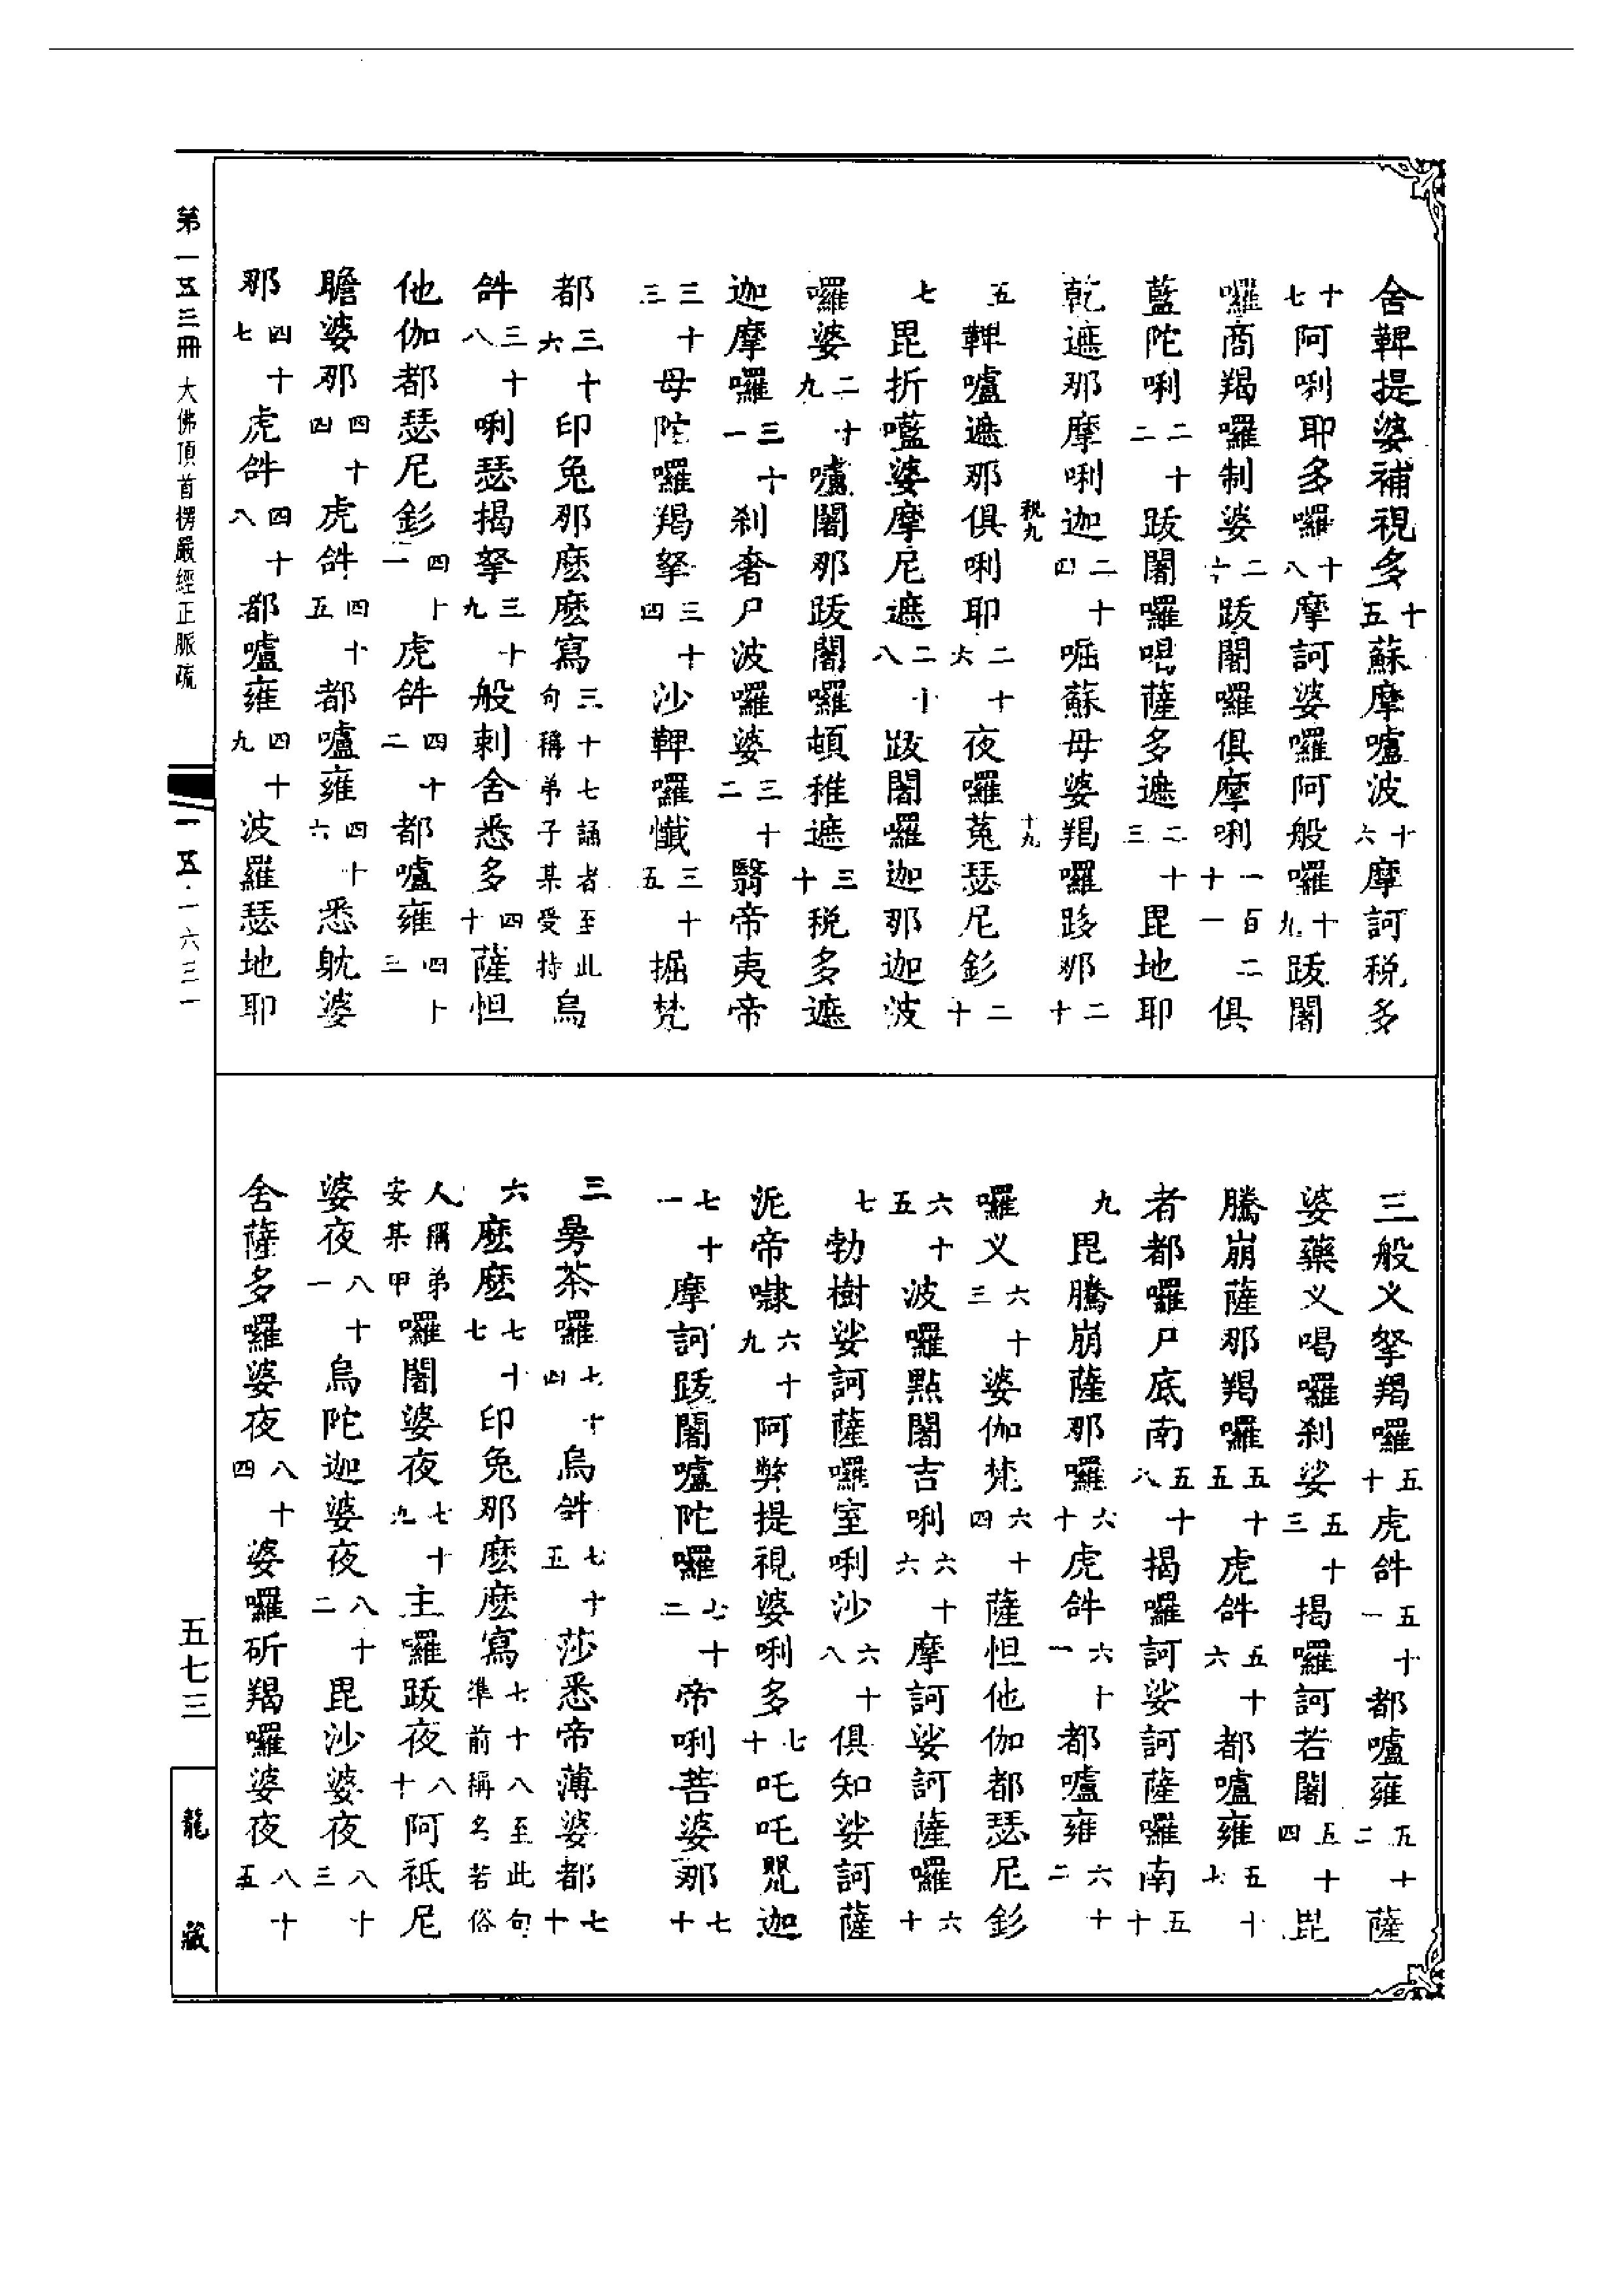 舍鞞提婆補視多十五蘇摩嚧波十六摩訶稅多
十七阿唎耶多囉十八摩訶婆囉阿般囉十九跋闍
囉商羯囉制婆二十跋闍囉俱摩唎一百二十一俱
藍陀唎二十二跋闍囉喝薩多遮二十三毘地耶
乾遮那摩唎迦二十四啒蘇母婆羯囉跢那二十
五鞞嚧遮那俱唎耶二十六夜囉菟瑟尼釤二十
稅九
十九
七毘折囕婆摩尼遮二十八跋闍囉迦那迦波
囉婆二十九嚧闍那跋闍囉頓稚遮三十稅多遮
迦摩囉三十一剎奢尸波囉婆三十二翳帝夷帝
三十三母陀囉羯拏三十四沙鞞囉懺三十五掘梵
都三十六印兔那麼麼寫三十七誦者至此句稱弟子某受持烏
𤙖三十八唎瑟揭拏三十九般剌舍悉多四十薩怛
他伽都瑟尼釤四十一虎𤙖四十二都嚧雍四十三
瞻婆那四十四虎𤙖四十五都嚧雍四十六悉耽婆
那四十七虎𤙖四十八都嚧雍四十九波羅瑟地耶
三般叉拏羯囉五十虎𤙖五十一都嚧雍五十二薩
婆藥叉喝囉剎娑五十三揭囉訶若闍五十四毘
騰崩薩那羯囉五十五虎𤙖五十六都嚧雍五十七
者都囉尸底南五十八揭囉訶娑訶薩囉南五十
九毘騰崩薩那囉六十虎𤙖六十一都嚧雍六十二
囉叉六十三婆伽梵六十四薩怛他伽都瑟尼釤
六十五波囉點闍吉唎六十六摩訶娑訶薩囉六十
七勃樹娑訶薩囉室唎沙六十八俱知娑訶薩
泥帝㘑六十九阿弊提視婆唎多七十吒吒甖迦
七十一摩訶跋闍嚧陀囉七十二帝唎菩婆那七十
三曼茶囉七十四烏𤙖七十五莎悉帝薄婆都七十
六麼麼七十七印兔那麼麼寫七十八至此句準前稱名若俗
人稱弟安某甲囉闍婆夜七十九主囉跋夜八十阿祇尼
婆夜八十一烏陀迦婆夜八十二毘沙婆夜八十三
舍薩多囉婆夜八十四婆囉斫羯囉婆夜八十五
第一五三冊 大佛頂首楞嚴經正脈疏
一五·一六三二
五七三
龍藏